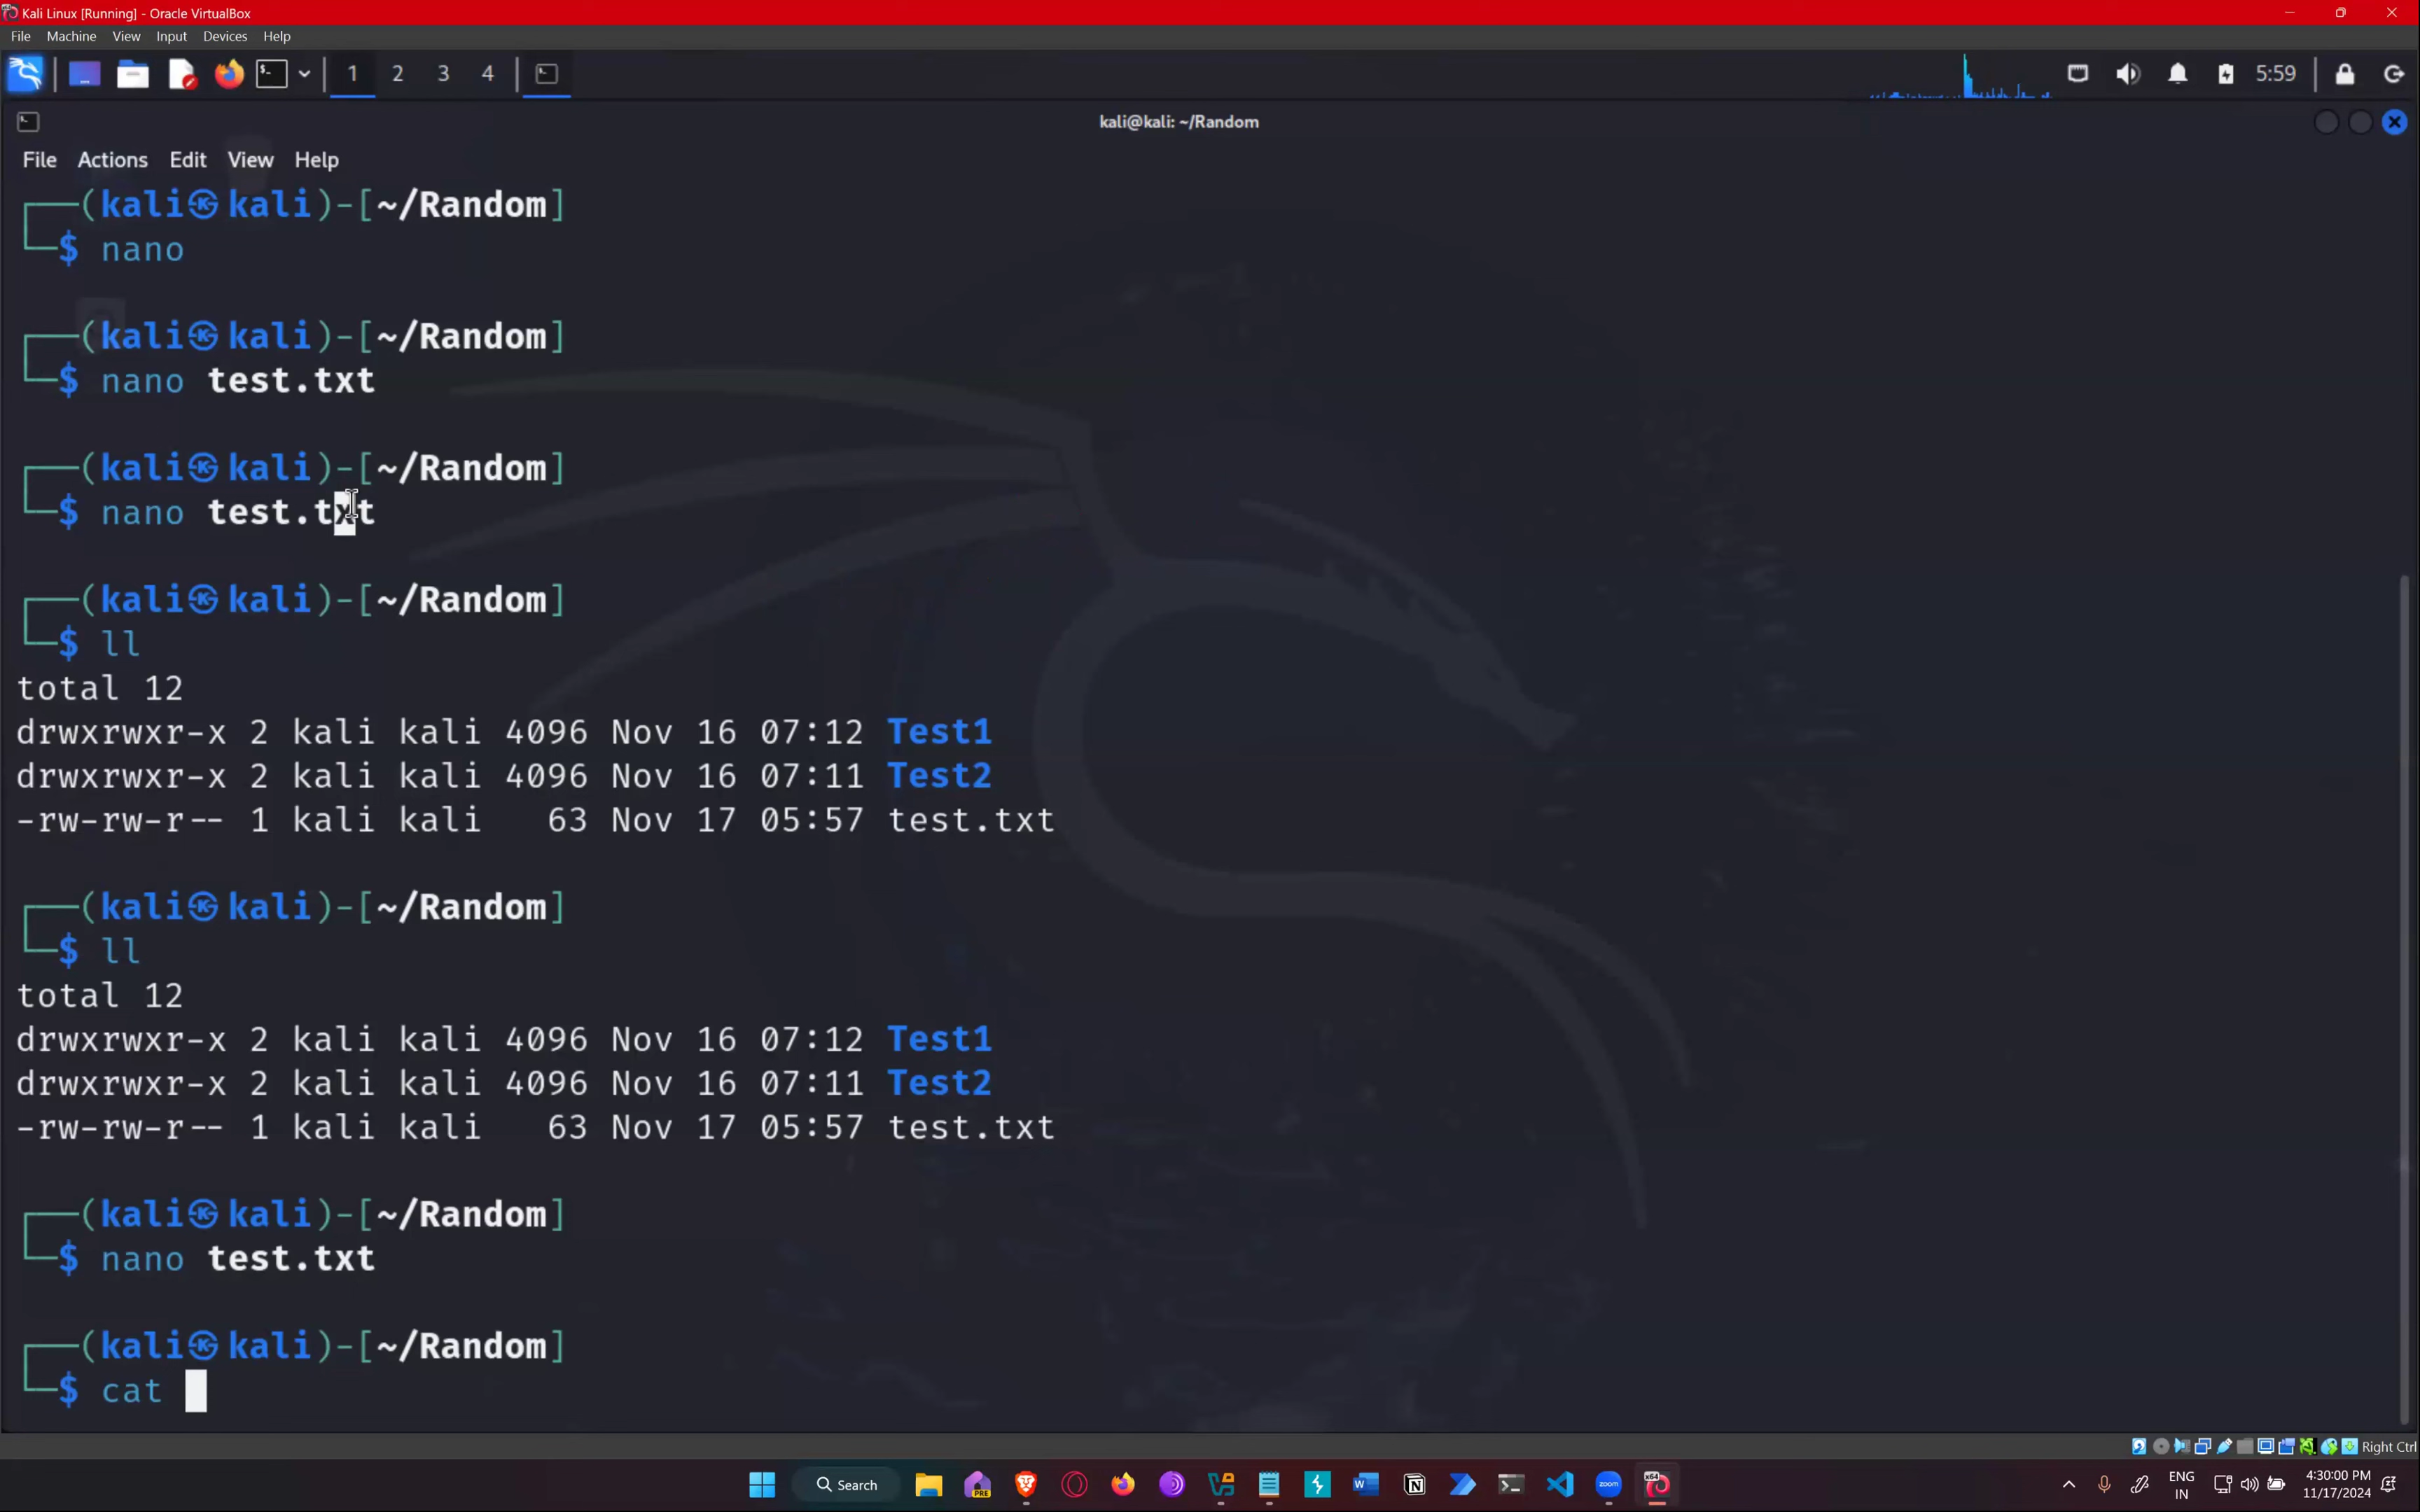 Kali Linux [Running] - Oracle VirtualBox
File Machine View Input Devices Help
1 2 3 4 5:59
kali@kali: ~/Random
File Actions Edit View Help
┌──(kali㉿kali)-[~/Random]
└─$ nano
┌──(kali㉿kali)-[~/Random]
└─$ nano test.txt
┌──(kali㉿kali)-[~/Random]
└─$ nano test.txt
┌──(kali㉿kali)-[~/Random]
└─$ ll
total 12
drwxrwxr-x 2 kali kali 4096 Nov 16 07:12 Test1
drwxrwxr-x 2 kali kali 4096 Nov 16 07:11 Test2
-rw-rw-r-- 1 kali kali 63 Nov 17 05:57 test.txt
┌──(kali㉿kali)-[~/Random]
└─$ ll
total 12
drwxrwxr-x 2 kali kali 4096 Nov 16 07:12 Test1
drwxrwxr-x 2 kali kali 4096 Nov 16 07:11 Test2
-rw-rw-r-- 1 kali kali 63 Nov 17 05:57 test.txt
┌──(kali㉿kali)-[~/Random]
└─$ nano test.txt
┌──(kali㉿kali)-[~/Random]
└─$ cat
Right Ctrl
Search PRE zoom x64 ENG IN 4:30:00 PM 11/17/2024